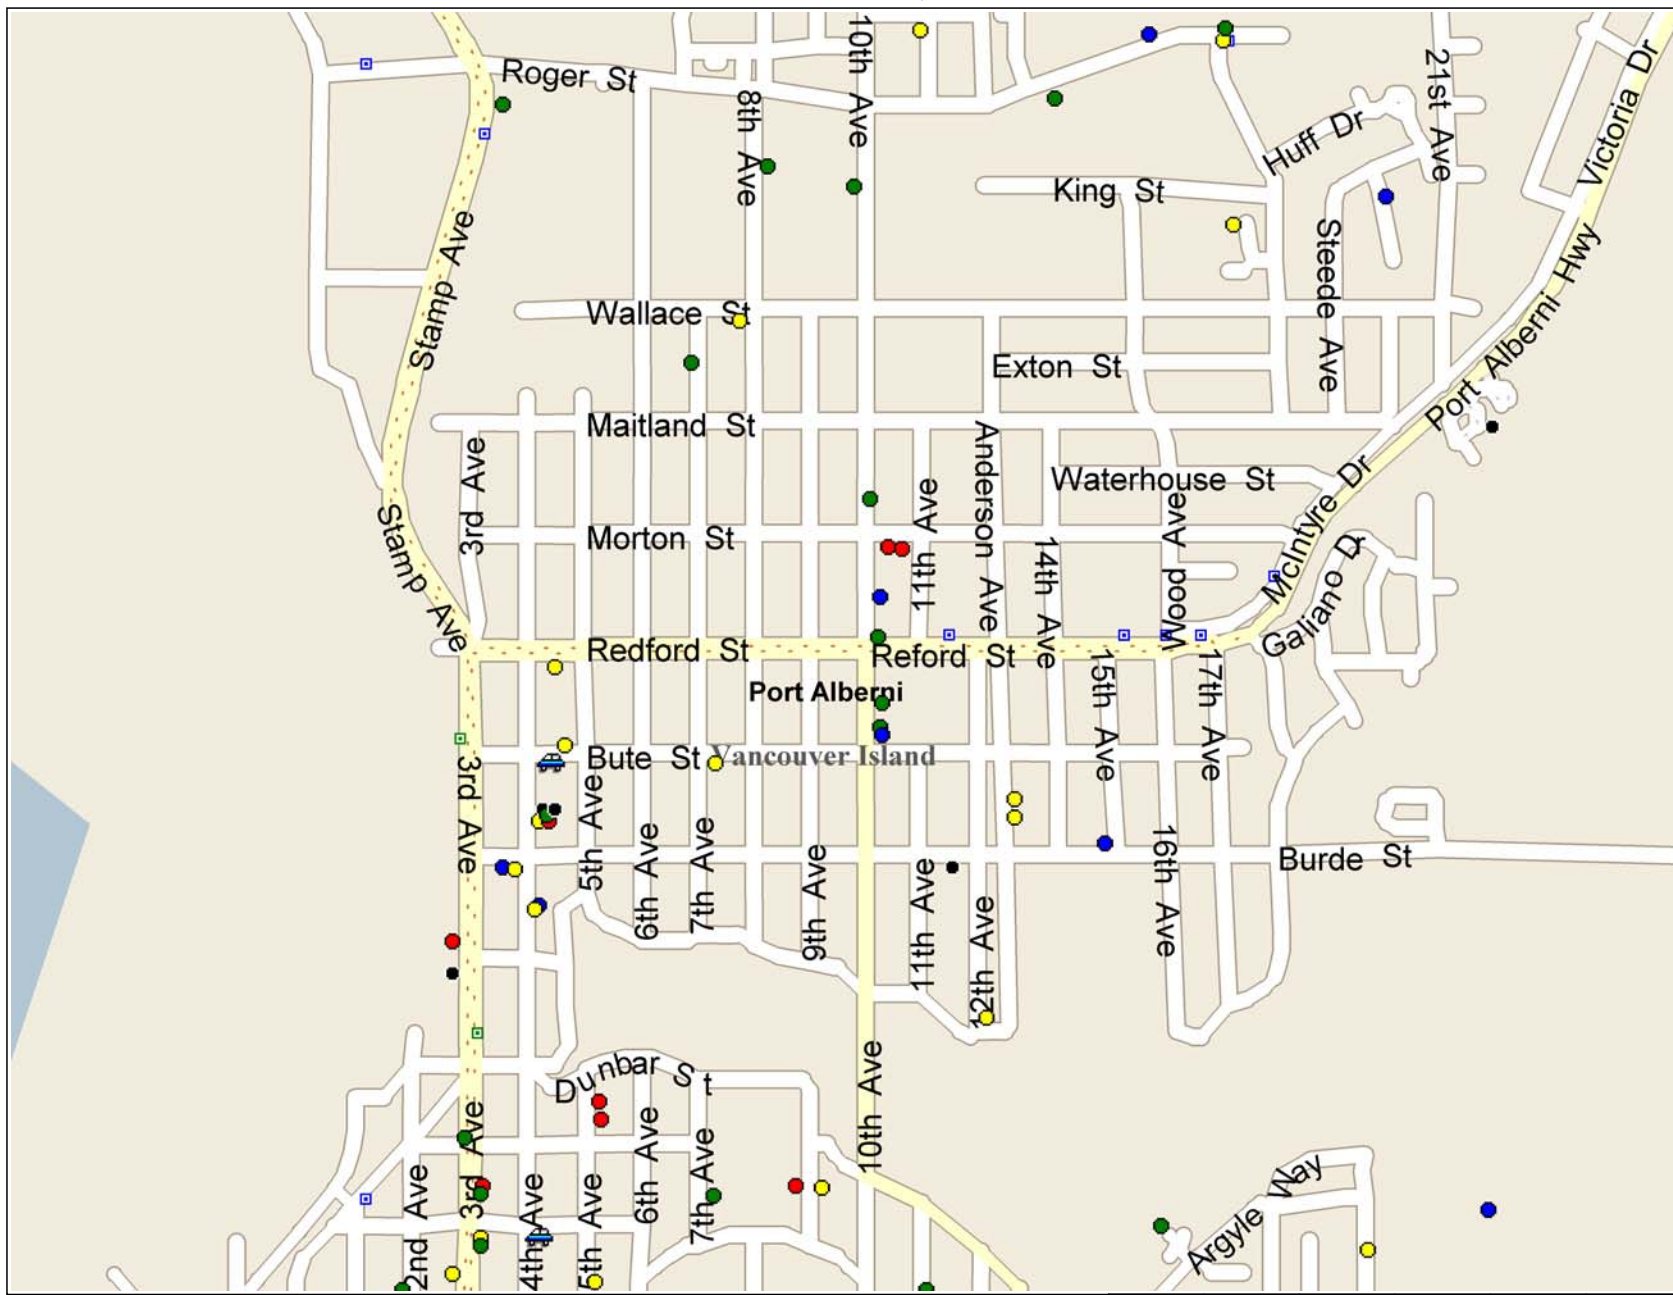 10th Ave
Roger St
21st Ave
Victoria Dr
8th Ave
Huff Dr
King St
Stamp Ave
Steede Ave
Port Alberni Hwy
Wallace St
Exton St
Maitland St
3rd Ave
Anderson Ave
Waterhouse St
11th Ave
Wood Ave
McIntyre Dr
Stamp Ave
Morton St
14th Ave
Galiano Dr
Redford St
Reford St
15th Ave
17th Ave
Port Alberni
Bute St
Vancouver Island
3rd Ave
5th Ave
6th Ave
7th Ave
9th Ave
11th Ave
12th Ave
16th Ave
Burde St
Dunbar St
10th Ave
3rd Ave
6th Ave
7th Ave
2nd Ave
4th Ave
5th Ave
Argyle Way